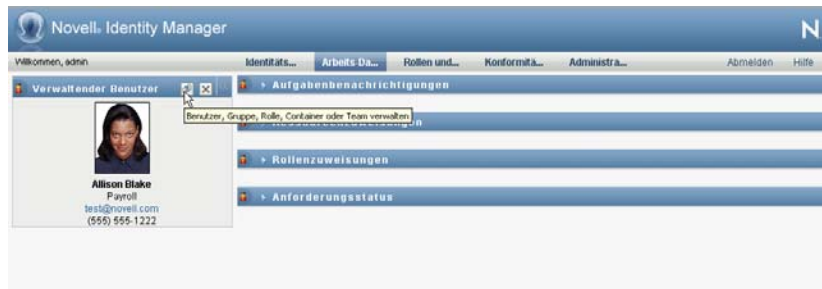 Novell® Identity Manager
N
Willkommen, admin
Identitäts... Arbeits-Da... Rollen und... Konformitä... Administra... Abmelden Hilfe
Verwaltender Benutzer
Aufgabenbenachrichtigungen
Benutzer, Gruppe, Rolle, Container oder Team verwalten
Rollenzuweisungen
Allison Blake
Payroll
Anforderungsstatus
test@novell.com
(555) 555-1222